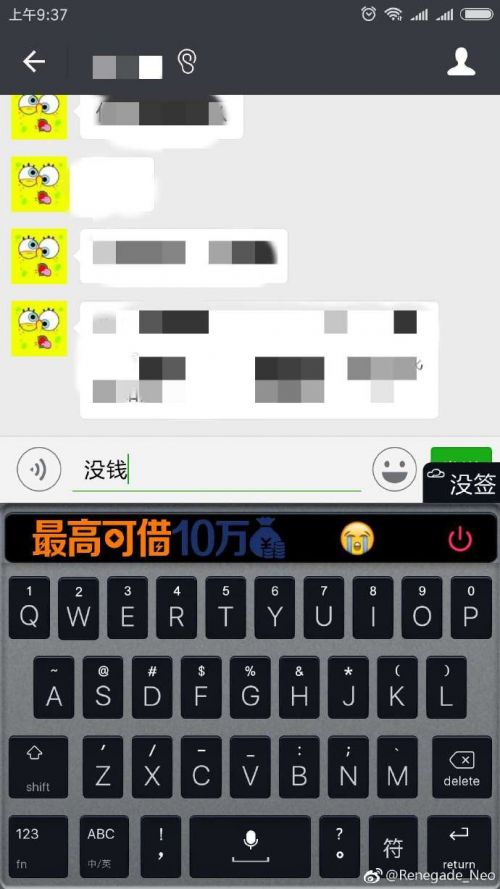 上午9:37
没钱
没签
最高可借10万
1 2 3 4 5 6 7 8 9 0
Q W E R T Y U I O P
~ @ # $ % & * ( )
A S D F G H J K L
shift
' / - _ : ; 、
Z X C V B N M
delete
123 ABC ! ? 符
fn 中/英 , 。 return
@Renegade_Neo